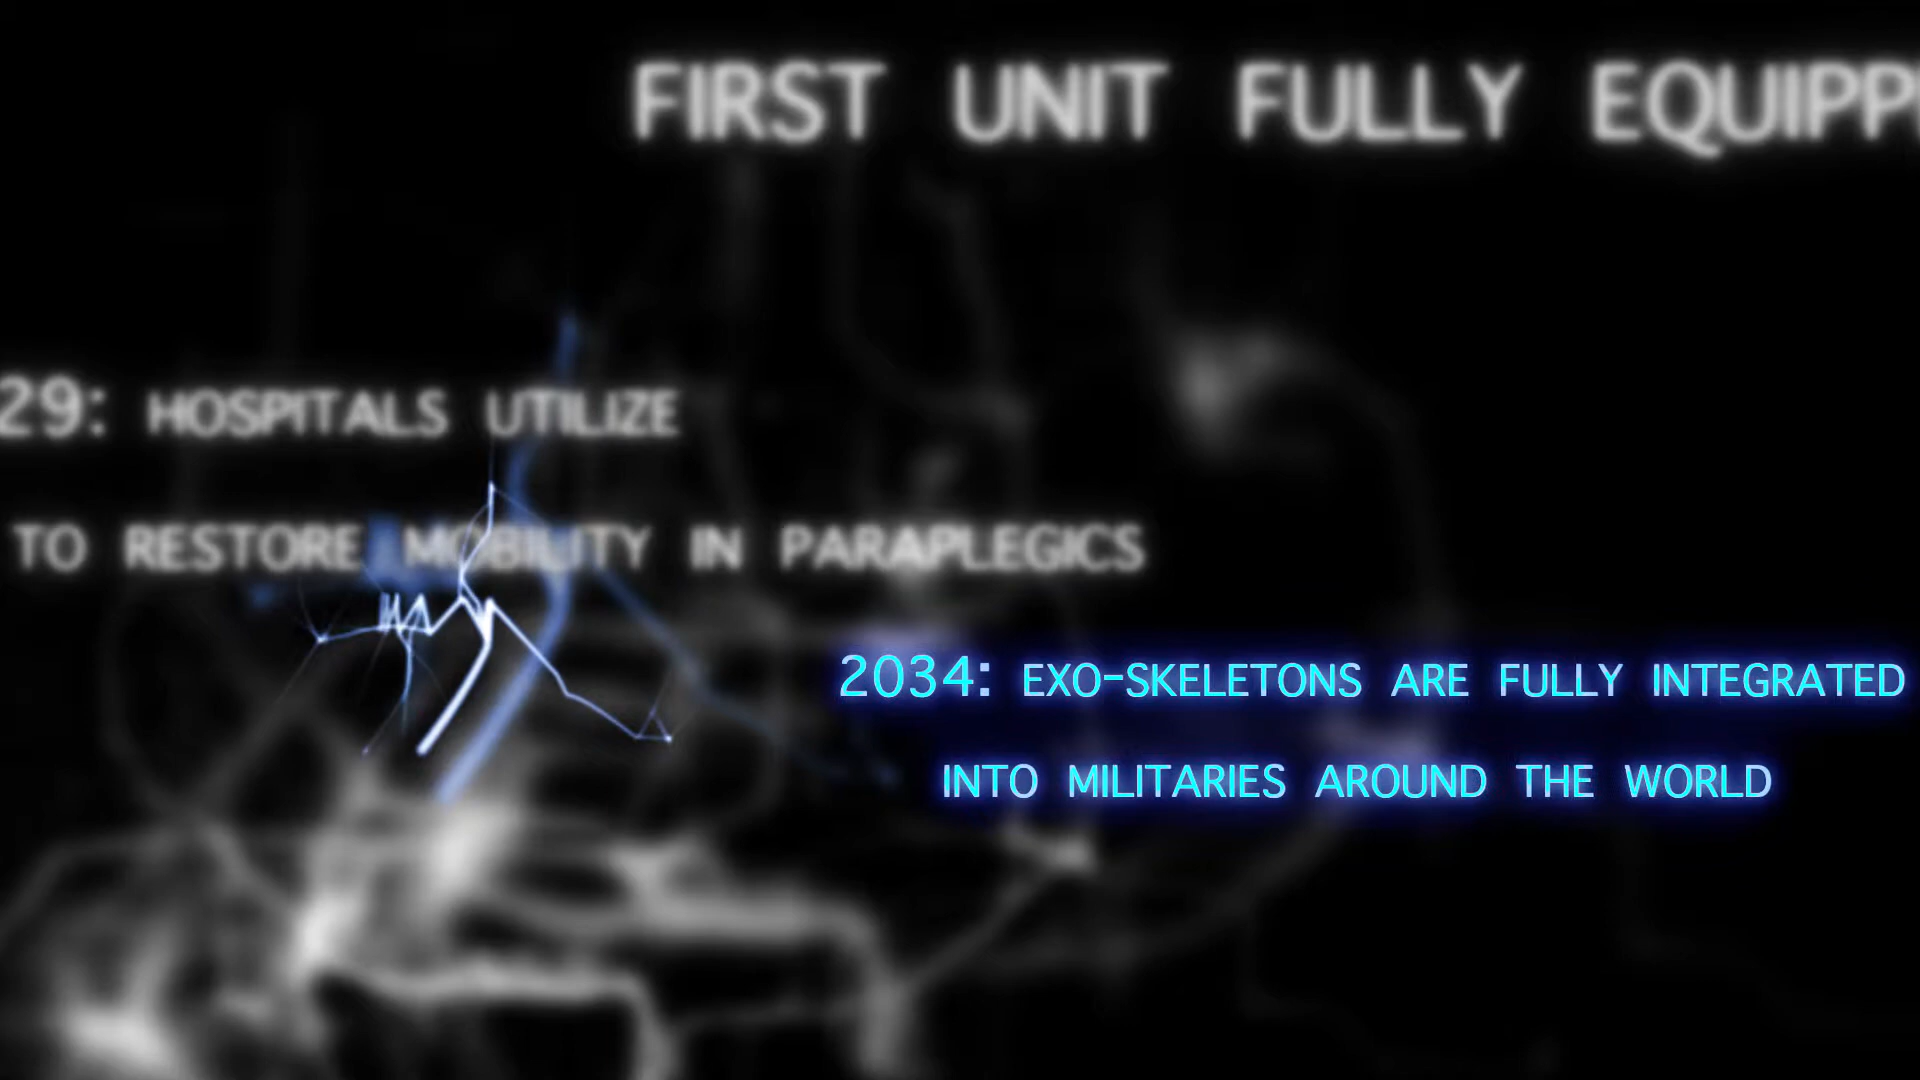 FIRST UNIT FULLY EQUIPP
29: HOSPITALS UTILIZE
TO RESTORE MOBILITY IN PARAPLEGICS
2034: EXO-SKELETONS ARE FULLY INTEGRATED
INTO MILITARIES AROUND THE WORLD